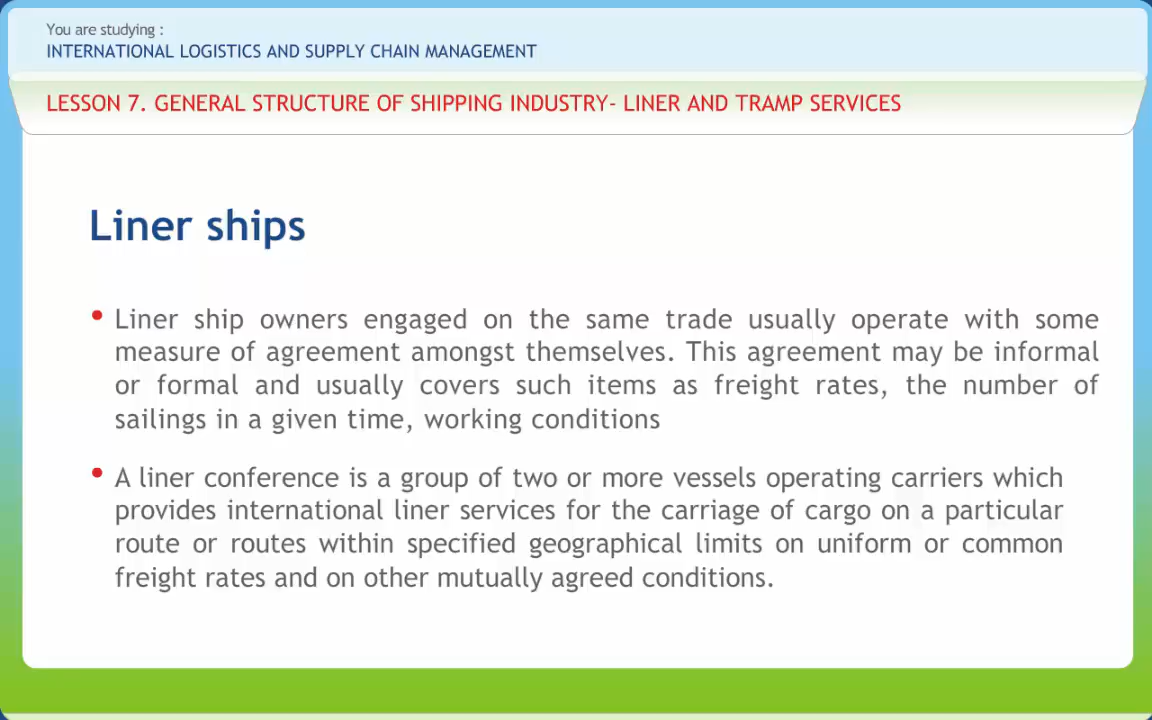 You are studying :
INTERNATIONAL LOGISTICS AND SUPPLY CHAIN MANAGEMENT
LESSON 7. GENERAL STRUCTURE OF SHIPPING INDUSTRY- LINER AND TRAMP SERVICES
Liner ships
• Liner ship owners engaged on the same trade usually operate with some
measure of agreement amongst themselves. This agreement may be informal
or formal and usually covers such items as freight rates, the number of
sailings in a given time, working conditions
• A liner conference is a group of two or more vessels operating carriers which
provides international liner services for the carriage of cargo on a particular
route or routes within specified geographical limits on uniform or common
freight rates and on other mutually agreed conditions.